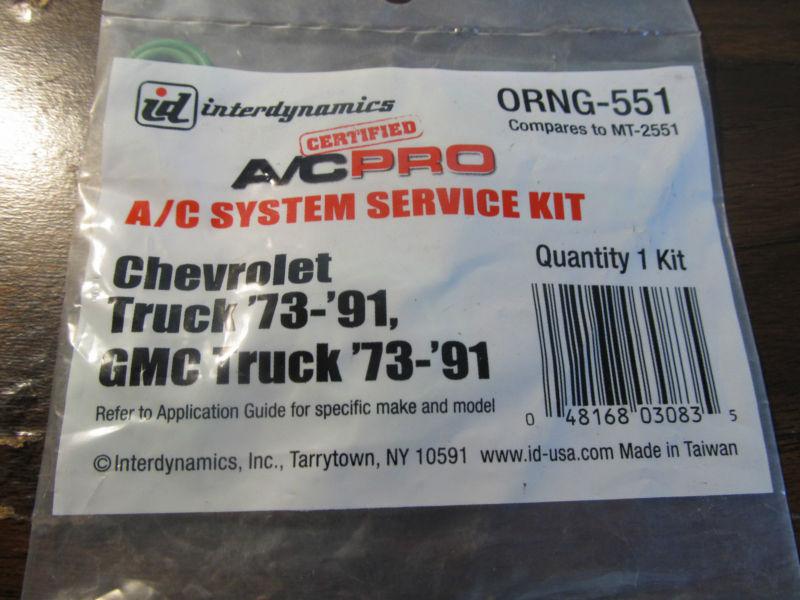 id interdynamics
ORNG-551
Compares to MT-2551
CERTIFIED
A/C PRO
A/C SYSTEM SERVICE KIT
Chevrolet
Truck '73-'91,
GMC Truck '73-'91
Quantity 1 Kit
Refer to Application Guide for specific make and model
0 48168 03083 5
©Interdynamics, Inc., Tarrytown, NY 10591 www.id-usa.com Made in Taiwan